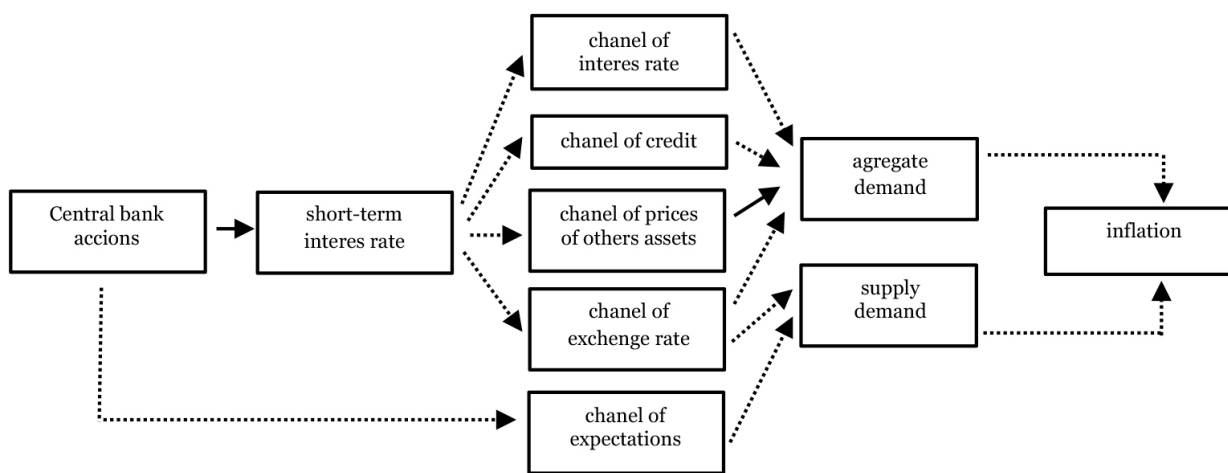 Central bank
accions
short-term
interes rate
chanel of
interes rate
chanel of credit
chanel of prices
of others assets
chanel of
exchenge rate
chanel of
expectations
agregate
demand
supply
demand
inflation